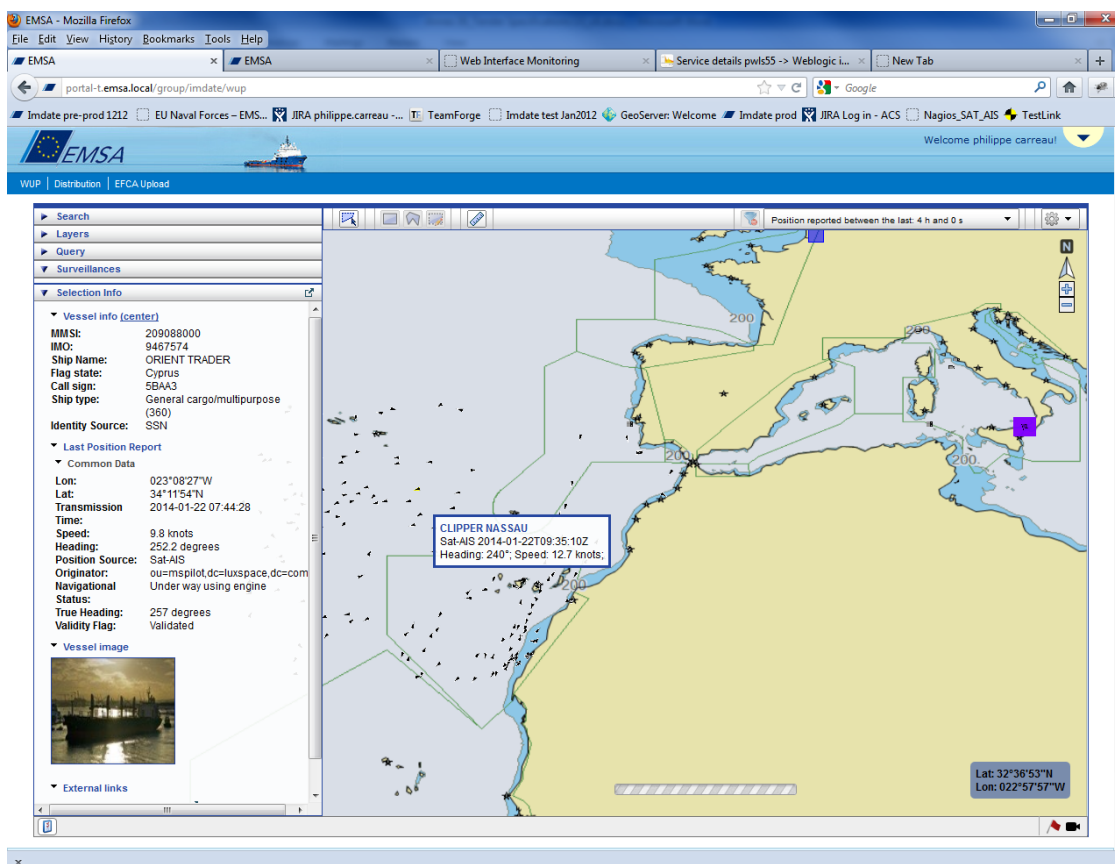 EMSA - Mozilla Firefox
File Edit View History Bookmarks Tools Help
EMSA
EMSA
Web Interface Monitoring
Service details pwls55 -> Weblogic i...
New Tab
portal-t.emsa.local/group/imdate/wup
Google
Imdate pre-prod 1212
EU Naval Forces – EMS...
JIRA philippe.carreau -...
TeamForge
Imdate test Jan2012
GeoServer: Welcome
Imdate prod
JIRA Log in - ACS
Nagios_SAT_AIS
TestLink
EMSA
Welcome philippe carreau!
WUP | Distribution | EFCA Upload
Search
Layers
Query
Surveillances
Selection Info
Position reported between the last: 4 h and 0 s
N
Vessel info (center)
MMSI: 209088000
IMO: 9467574
Ship Name: ORIENT TRADER
Flag state: Cyprus
Call sign: 5BAA3
Ship type: General cargo/multipurpose
(360)
Identity Source: SSN
Last Position Report
Common Data
Lon: 023°08'27"W
Lat: 34°11'54"N
Transmission 2014-01-22 07:44:28
Time:
Speed: 9.8 knots
Heading: 252.2 degrees
Position Source: Sat-AIS
Originator: ou=mspilot,dc=luxspace,dc=com
Navigational Under way using engine
Status:
True Heading: 257 degrees
Validity Flag: Validated
Vessel image
External links
200
200
200
200
200
CLIPPER NASSAU
Sat-AIS 2014-01-22T09:35:10Z
Heading: 240°; Speed: 12.7 knots;
Lat: 32°36'53"N
Lon: 022°57'57"W